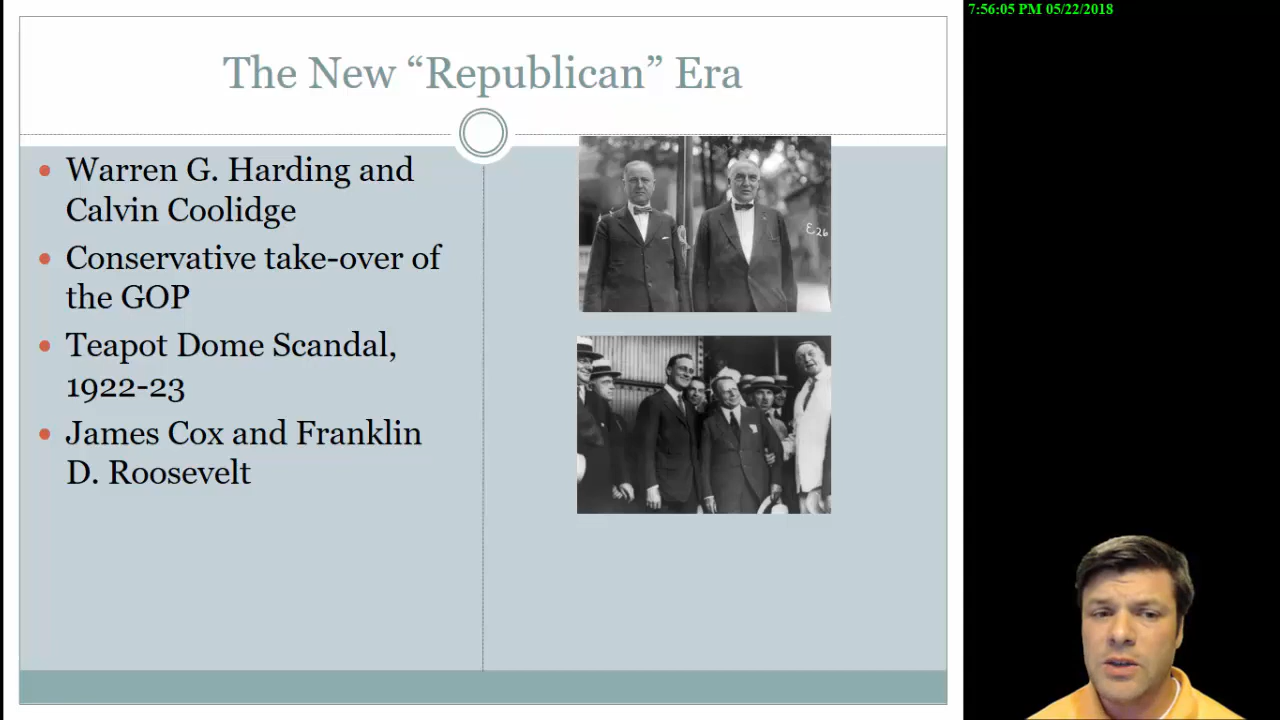 7:56:05 PM 05/22/2018
The New “Republican” Era
Warren G. Harding and
Calvin Coolidge
Conservative take-over of
the GOP
Teapot Dome Scandal,
1922-23
James Cox and Franklin
D. Roosevelt
E26